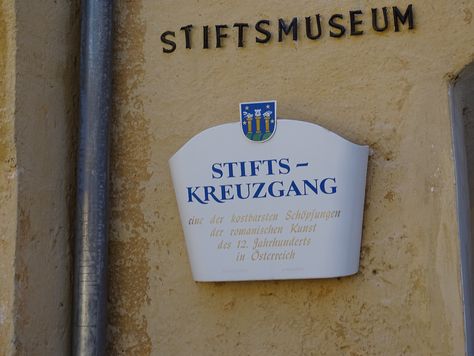 STIFTSMUSEUM
STIFTS –
KREUZGANG
eine der kostbarsten Schöpfungen
der romanischen Kunst
des 12. Jahrhunderts
in Österreich